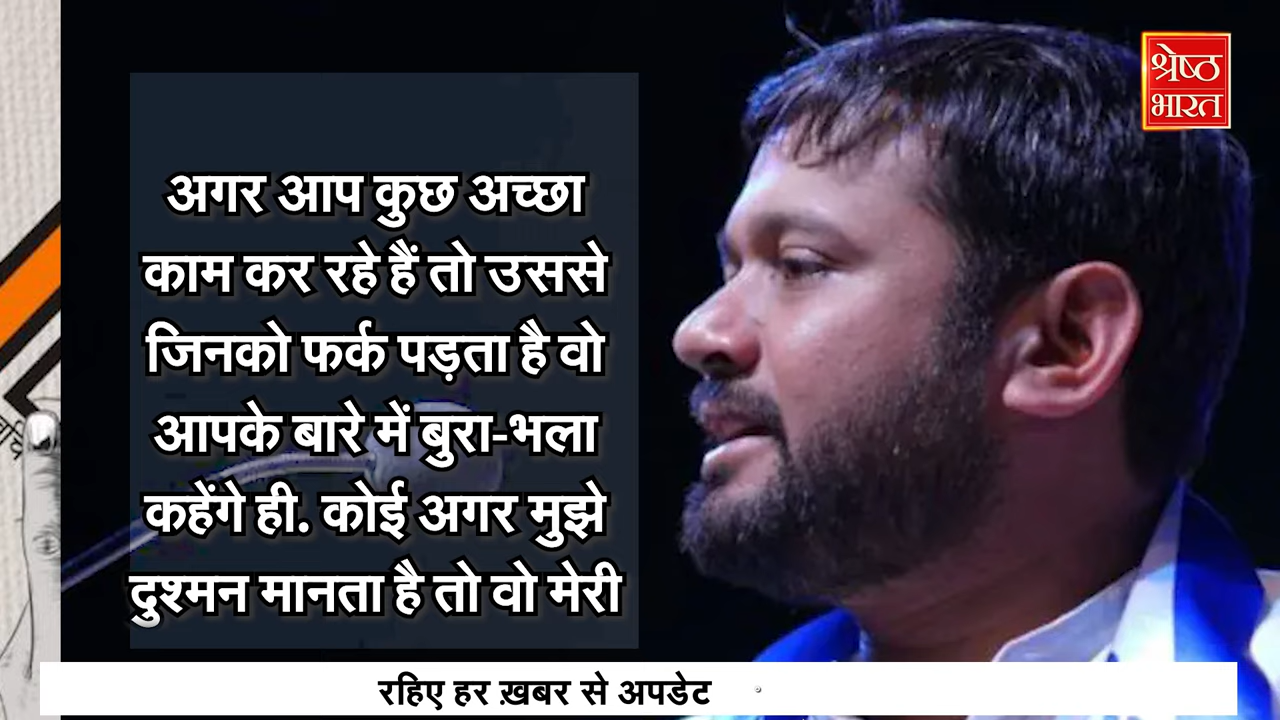 श्रेष्ठ
भारत
अगर आप कुछ अच्छा
काम कर रहे हैं तो उससे
जिनको फर्क पड़ता है वो
आपके बारे में बुरा-भला
कहेंगे ही. कोई अगर मुझे
दुश्मन मानता है तो वो मेरी
रहिए हर ख़बर से अपडेट